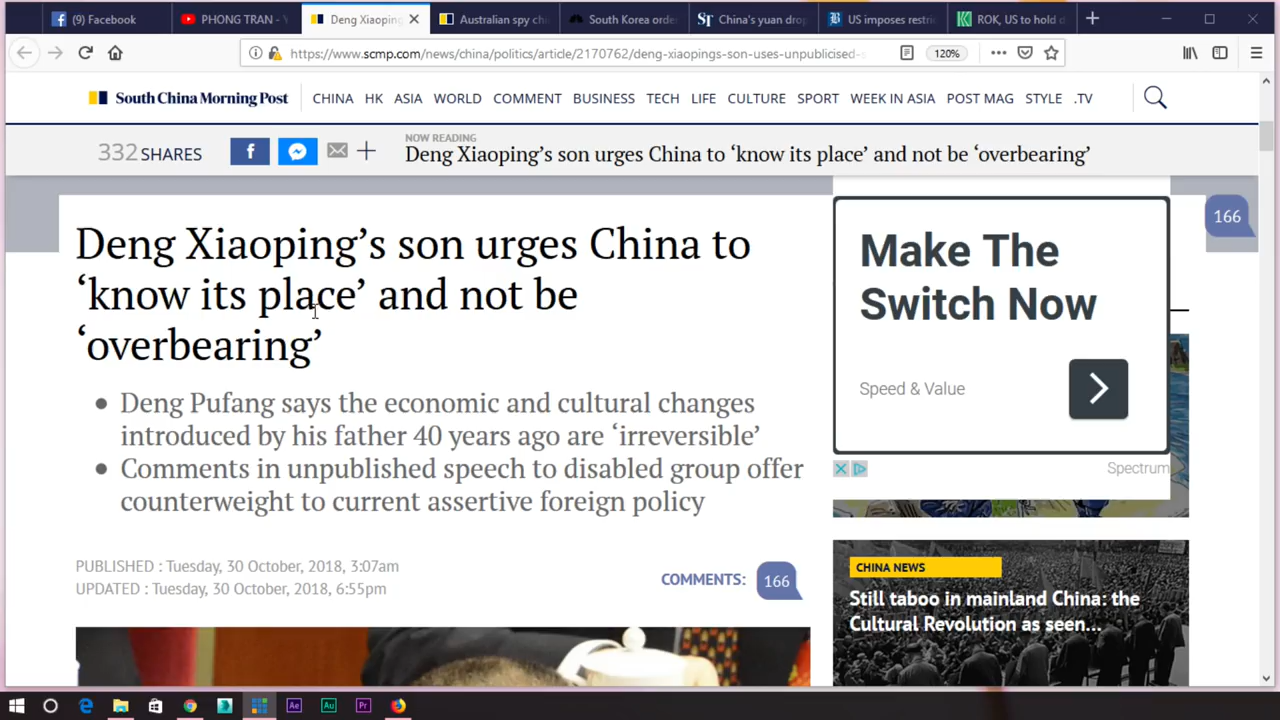 (9) Facebook
PHONG TRAN - Y
Deng Xiaoping
Australian spy chi
South Korea orde
China's yuan drop
US imposes restri
ROK, US to hold d
https://www.scmp.com/news/china/politics/article/2170762/deng-xiaopings-son-uses-unpublicised-s
120%
South China Morning Post
CHINA HK ASIA WORLD COMMENT BUSINESS TECH LIFE CULTURE SPORT WEEK IN ASIA POST MAG STYLE .TV
332 SHARES
NOW READING
Deng Xiaoping’s son urges China to ‘know its place’ and not be ‘overbearing’
166
Deng Xiaoping’s son urges China to
‘know its place’ and not be
‘overbearing’
Deng Pufang says the economic and cultural changes
introduced by his father 40 years ago are ‘irreversible’
Comments in unpublished speech to disabled group offer
counterweight to current assertive foreign policy
PUBLISHED : Tuesday, 30 October, 2018, 3:07am
UPDATED : Tuesday, 30 October, 2018, 6:55pm
COMMENTS: 166
Make The
Switch Now
Speed & Value
Spectrum
CHINA NEWS
Still taboo in mainland China: the
Cultural Revolution as seen...
Ae
Au
Pr